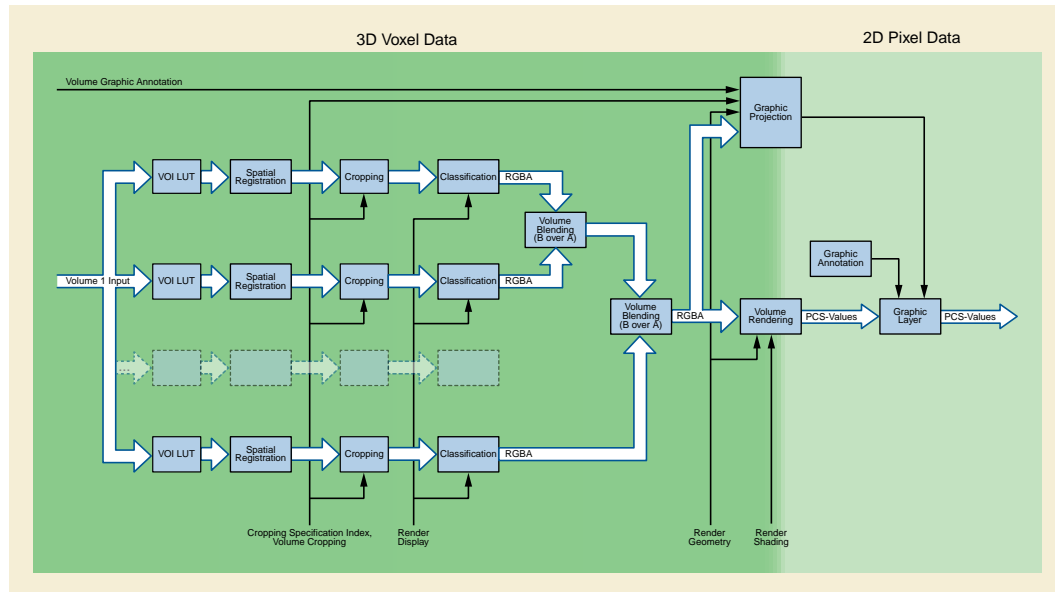 3D Voxel Data
2D Pixel Data
Volume Graphic Annotation
Graphic
Projection
VOI LUT
Spatial
Registration
Cropping
Classification
RGBA
Volume
Blending
(B over A)
Graphic
Annotation
Volume 1 Input
VOI LUT
Spatial
Registration
Cropping
Classification
RGBA
Volume
Blending
(B over A)
RGBA
Volume
Rendering
PCS-Values
Graphic
Layer
PCS-Values
...
VOI LUT
Spatial
Registration
Cropping
Classification
RGBA
Cropping Specification Index,
Volume Cropping
Render
Display
Render
Geometry
Render
Shading